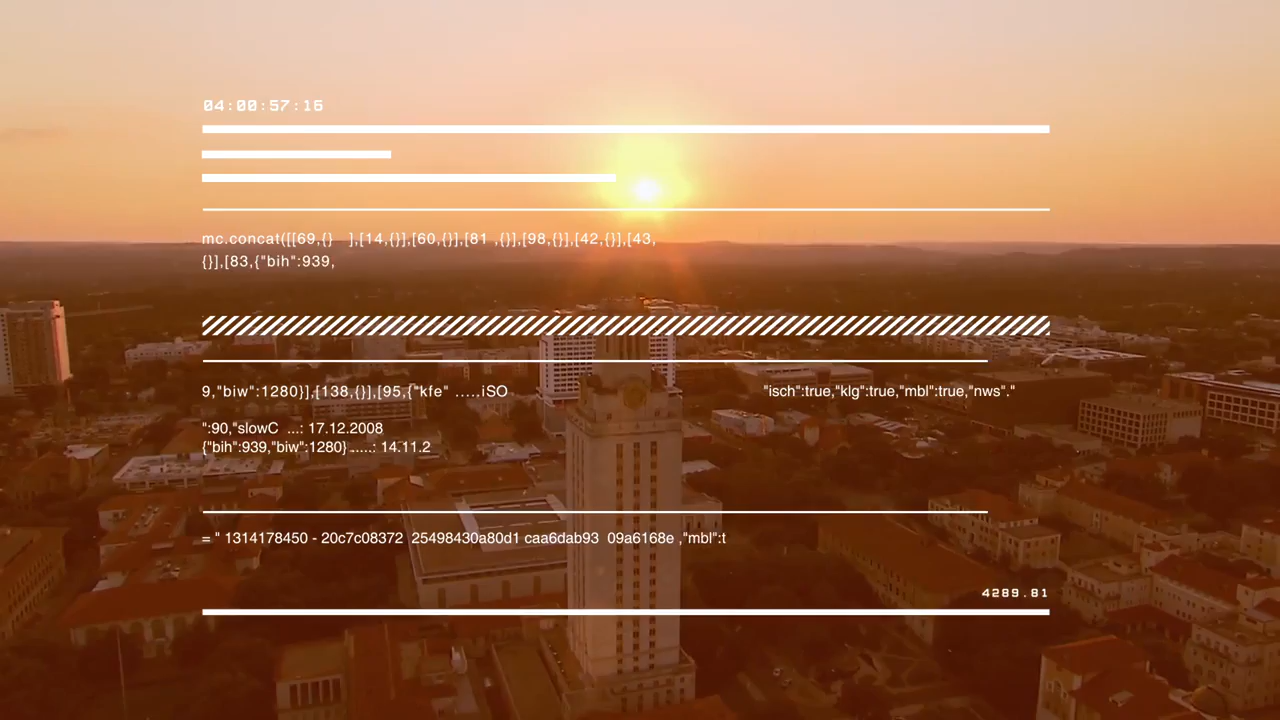 04:00:57:16
mc.concat([[69,{}   ],[14,{}],[60,{}],[81 ,{}],[98,{}],[42,{}],[43,
{}],[83,{"bih":939,
9,"biw":1280}],[138,{}],[95,{"kfe" .....iSO
"isch":true,"klg":true,"mbl":true,"nws"."
":90,"slowC  ...: 17.12.2008
{"bih":939,"biw":1280} .....: 14.11.2
= " 1314178450 - 20c7c08372  25498430a80d1 caa6dab93  09a6168e ,"mbl":t
4289.81